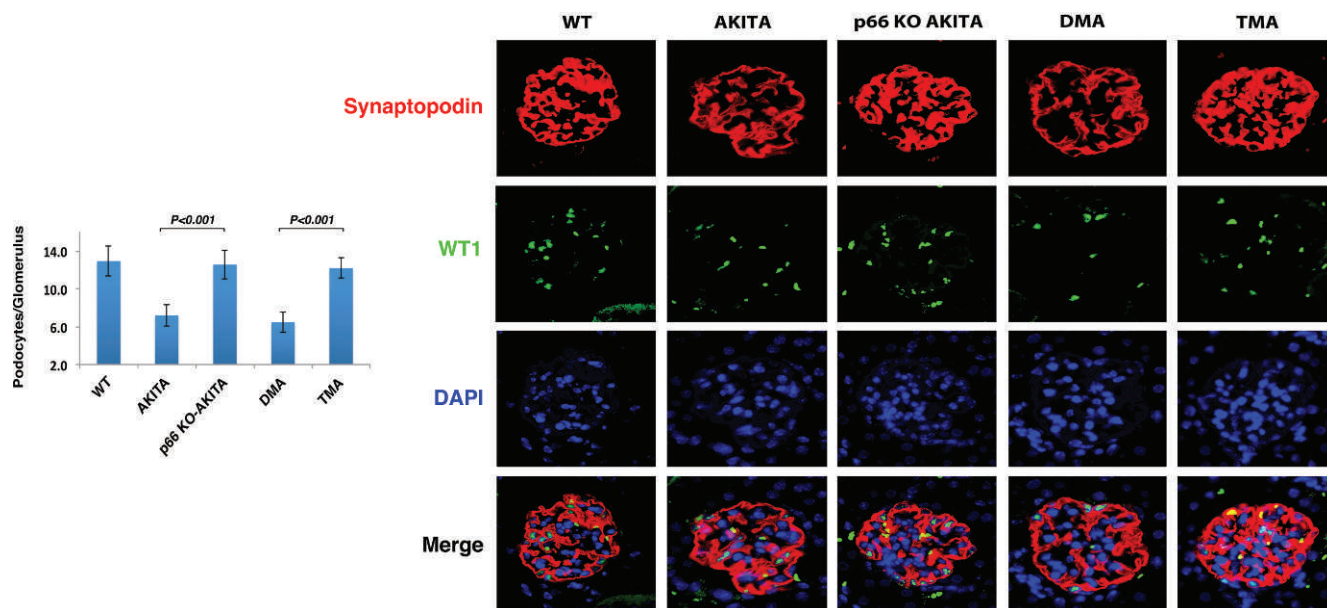 WT AKITA p66 KO AKITA DMA TMA
Synaptopodin
WT1
DAPI
Merge
P<0.001 P<0.001
Podocytes/Glomerulus
14.0
10.0
6.0
2.0
WT AKITA p66 KO-AKITA DMA TMA